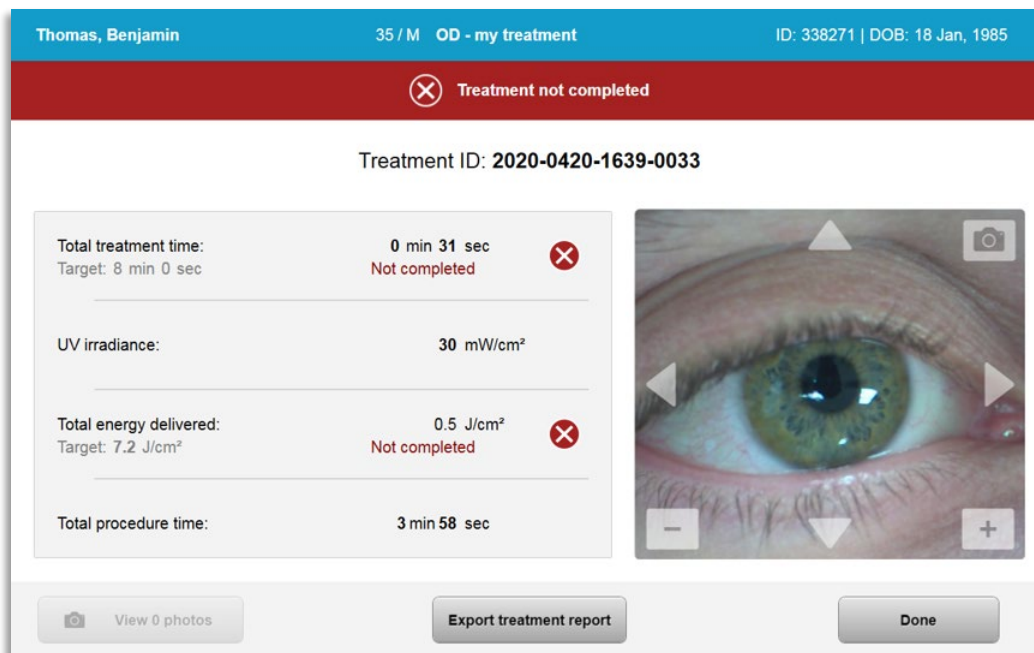 Thomas, Benjamin 35 / M OD - my treatment ID: 338271 | DOB: 18 Jan, 1985
Treatment not completed
Treatment ID: 2020-0420-1639-0033
Total treatment time: 0 min 31 sec
Target: 8 min 0 sec Not completed
UV irradiance: 30 mW/cm²
Total energy delivered: 0.5 J/cm²
Target: 7.2 J/cm² Not completed
Total procedure time: 3 min 58 sec
View 0 photos Export treatment report Done